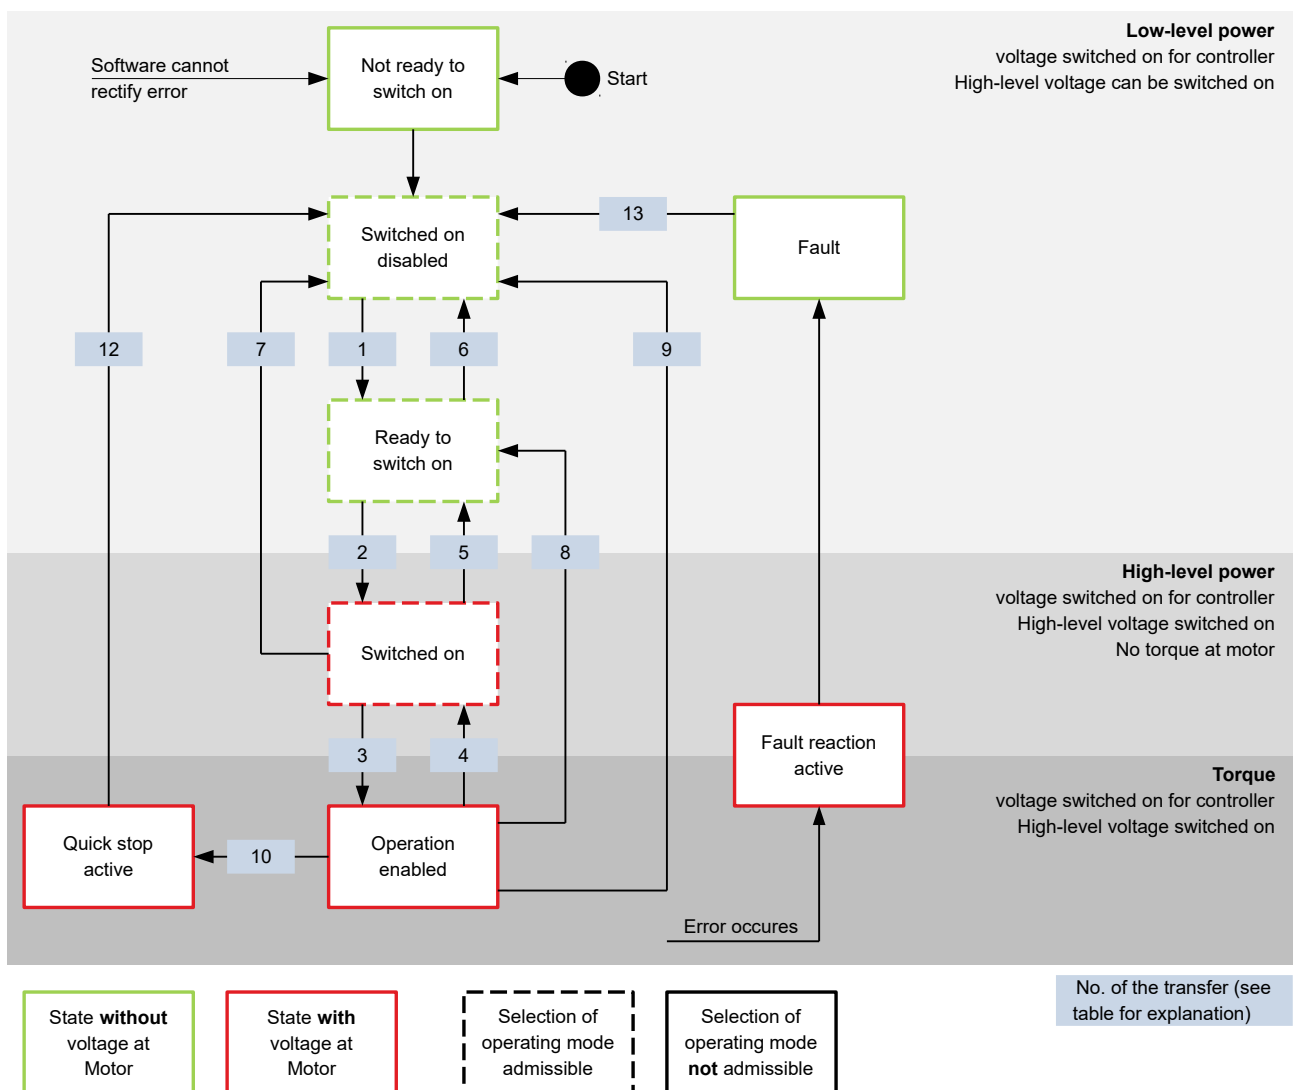 Low-level power
voltage switched on for controller
High-level voltage can be switched on
Software cannot
rectify error
Not ready to
switch on
Start
Switched on
disabled
13
Fault
12
7
1
6
9
Ready to
switch on
2
5
8
High-level power
voltage switched on for controller
High-level voltage switched on
No torque at motor
Switched on
3
4
Fault reaction
active
Torque
voltage switched on for controller
High-level voltage switched on
Quick stop
active
10
Operation
enabled
Error occures
State without
voltage at
Motor
State with
voltage at
Motor
Selection of
operating mode
admissible
Selection of
operating mode
not admissible
No. of the transfer (see
table for explanation)